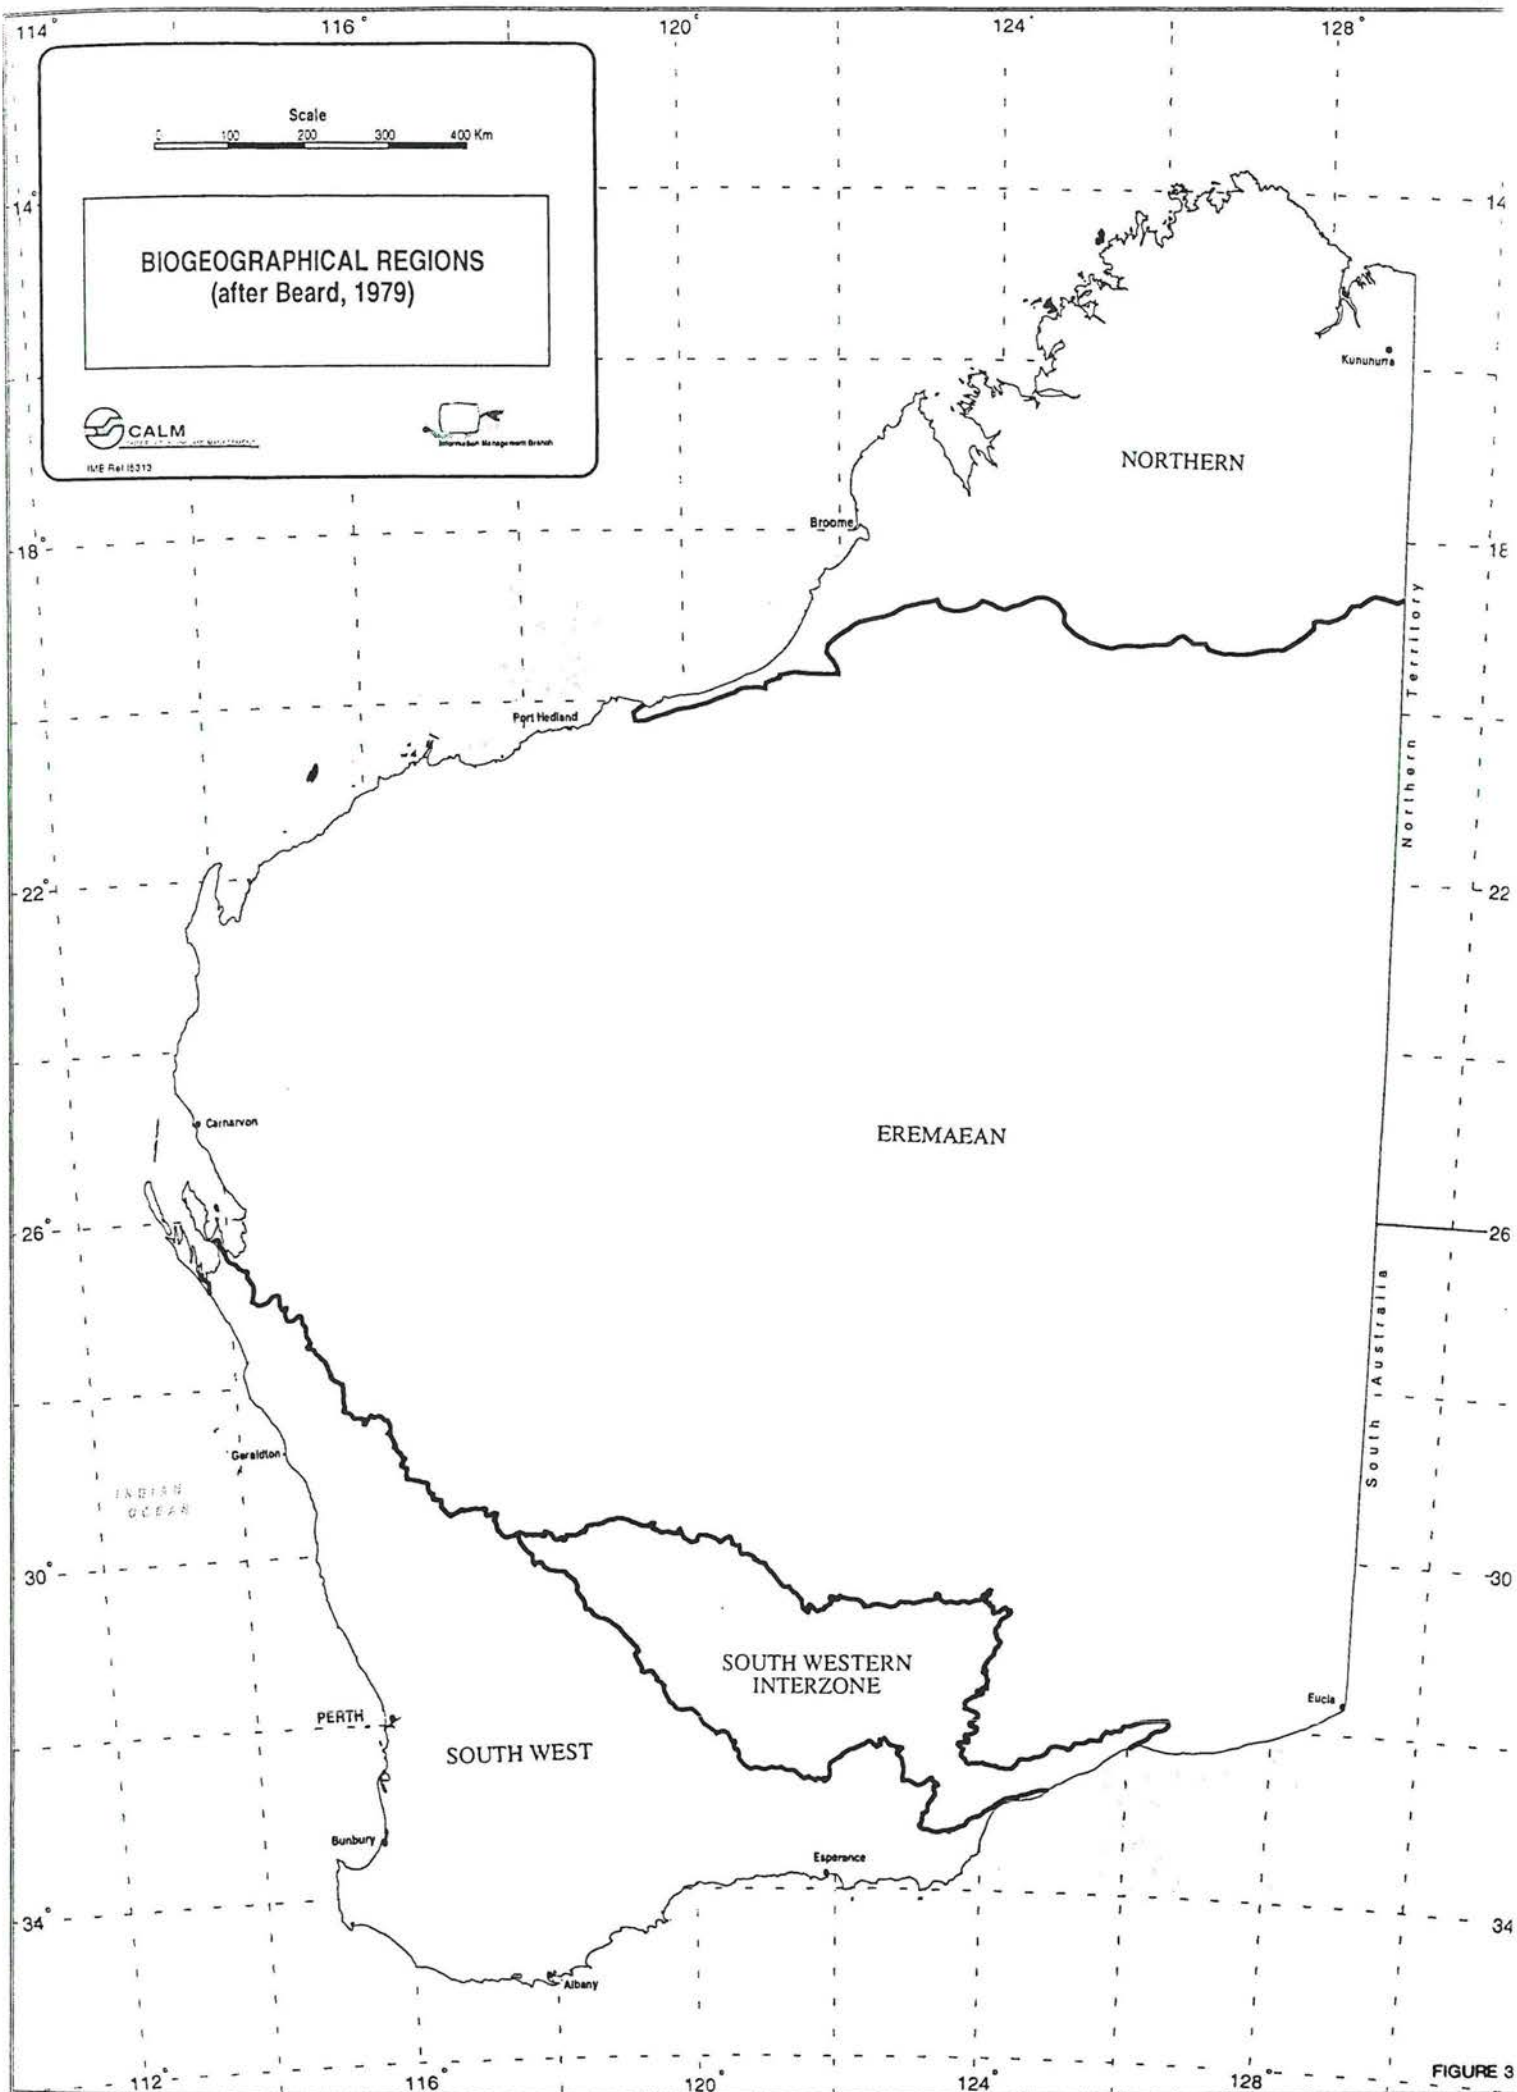 114° 116° 120° 124° 128°
Scale
0 100 200 300 400 Km
BIOGEOGRAPHICAL REGIONS
(after Beard, 1979)
CALM
Information Management Branch
14° 14
Kununurra
NORTHERN
Broome
18° 18
Northern Territory
Port Hedland
22° 22
Carnarvon
EREMAEAN
26° 26
South Australia
Geraldton
INDIAN
OCEAN
30° 30
SOUTH WESTERN
INTERZONE
Eucla
PERTH
SOUTH WEST
Bunbury
Esperance
34° 34
Albany
112° 116° 120° 124° 128°
FIGURE 3